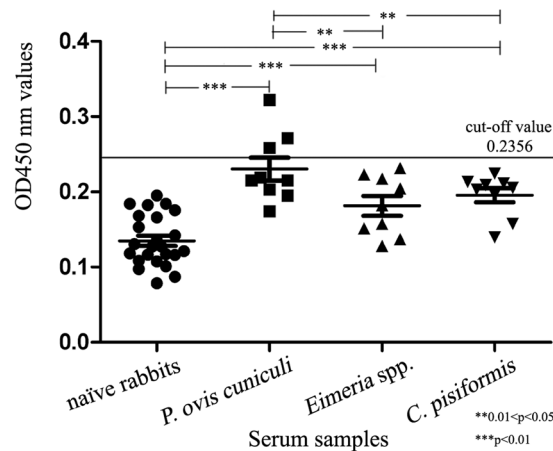 **
**
***
***
***
0.4
0.3
0.2
0.1
0.0
OD450 nm values
cut-off value
0.2356
naïve rabbits
P. ovis cuniculi
Eimeria spp.
C. pisiformis
Serum samples
**0.01<p<0.05
***p<0.01